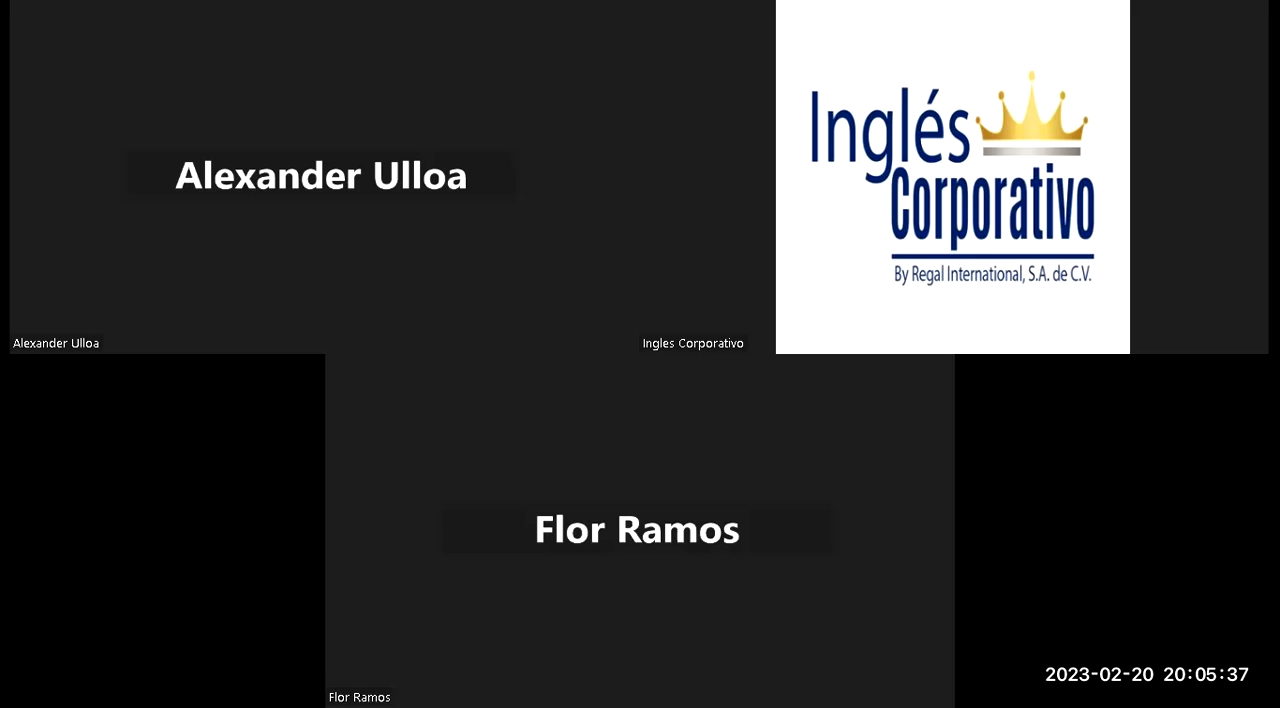 Alexander Ulloa
Alexander Ulloa
Inglés
Corporativo
By Regal International, S.A. de C.V.
Ingles Corporativo
Flor Ramos
Flor Ramos
2023-02-20 20:05:37